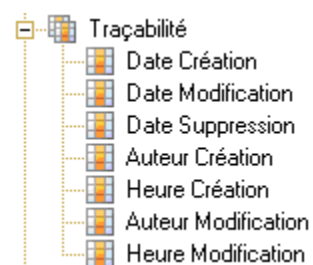 Traçabilité
Date Création
Date Modification
Date Suppression
Auteur Création
Heure Création
Auteur Modification
Heure Modification